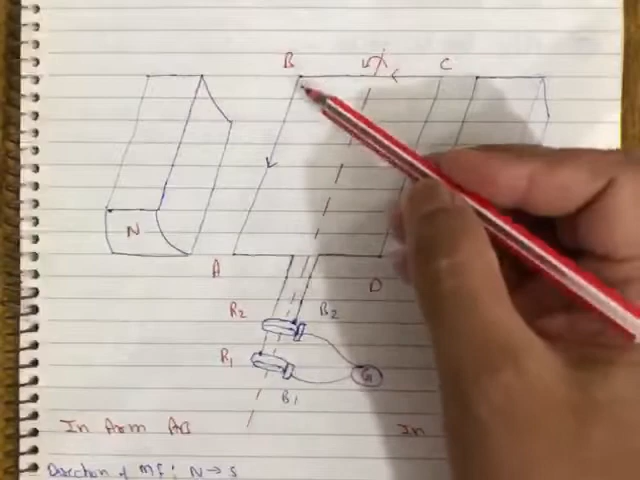 B
C
N
A
D
R2
B2
R1
G
B1
In Arm AB
In
Direction of MF : N → S